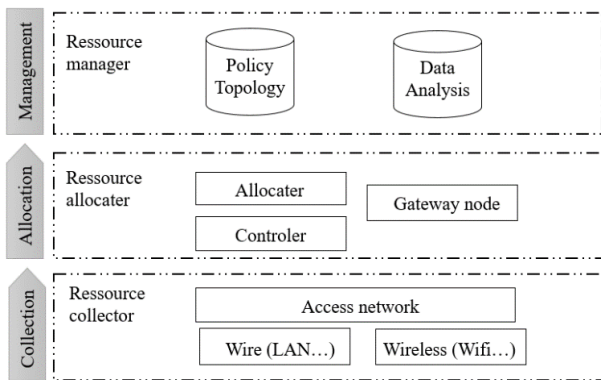 Management
Ressource
manager
Policy
Topology
Data
Analysis
Allocation
Ressource
allocater
Allocater
Controler
Gateway node
Collection
Ressource
collector
Access network
Wire (LAN…)
Wireless (Wifi…)